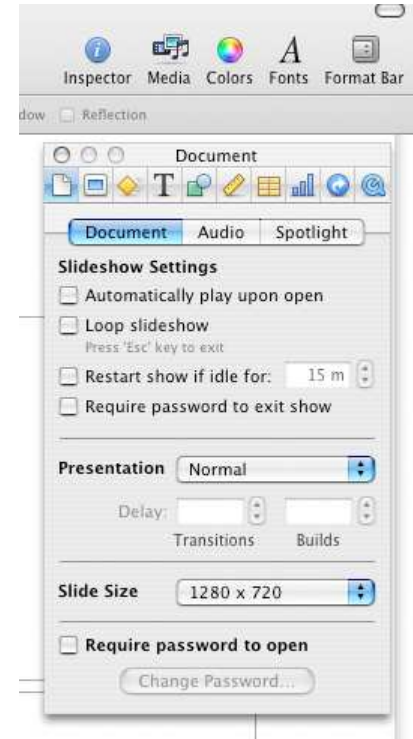 Inspector Media Colors Fonts Format Bar
dow Reflection
Document
T
Document Audio Spotlight
Slideshow Settings
Automatically play upon open
Loop slideshow
Press 'Esc' key to exit
Restart show if idle for: 15 m
Require password to exit show
Presentation Normal
Delay:
Transitions Builds
Slide Size 1280 x 720
Require password to open
Change Password...